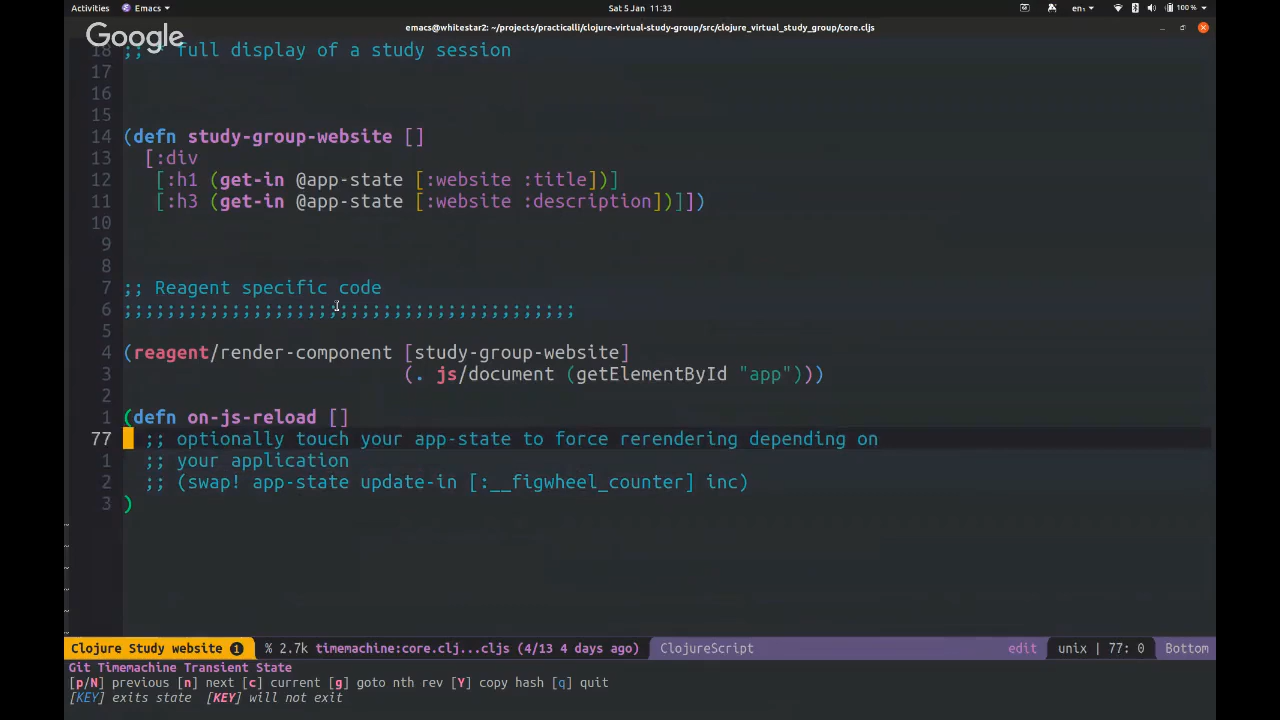 Activities Emacs Sat 5 Jan 11:33 en₁ 100 %
emacs@whitestar2: ~/projects/practicalli/clojure-virtual-study-group/src/clojure_virtual_study_group/core.cljs
Google
18 ;; - full display of a study session
17
16
15
14 (defn study-group-website []
13 [:div
12 [:h1 (get-in @app-state [:website :title])]
11 [:h3 (get-in @app-state [:website :description])]])
10
9
8
7 ;; Reagent specific code
6 ;;;;;;;;;;;;;;;;;;;;;;;;;;;;;;;;;;;;;;;;;;
5
4 (reagent/render-component [study-group-website]
3 (. js/document (getElementById "app")))
2
1 (defn on-js-reload []
77 ;; optionally touch your app-state to force rerendering depending on
1 ;; your application
2 ;; (swap! app-state update-in [:__figwheel_counter] inc)
3 )
~
~
~
~
~
~
Clojure Study website 1 % 2.7k timemachine:core.clj...cljs (4/13 4 days ago) ClojureScript edit unix | 77: 0 Bottom
Git Timemachine Transient State
[p/N] previous [n] next [c] current [g] goto nth rev [Y] copy hash [q] quit
[KEY] exits state [KEY] will not exit